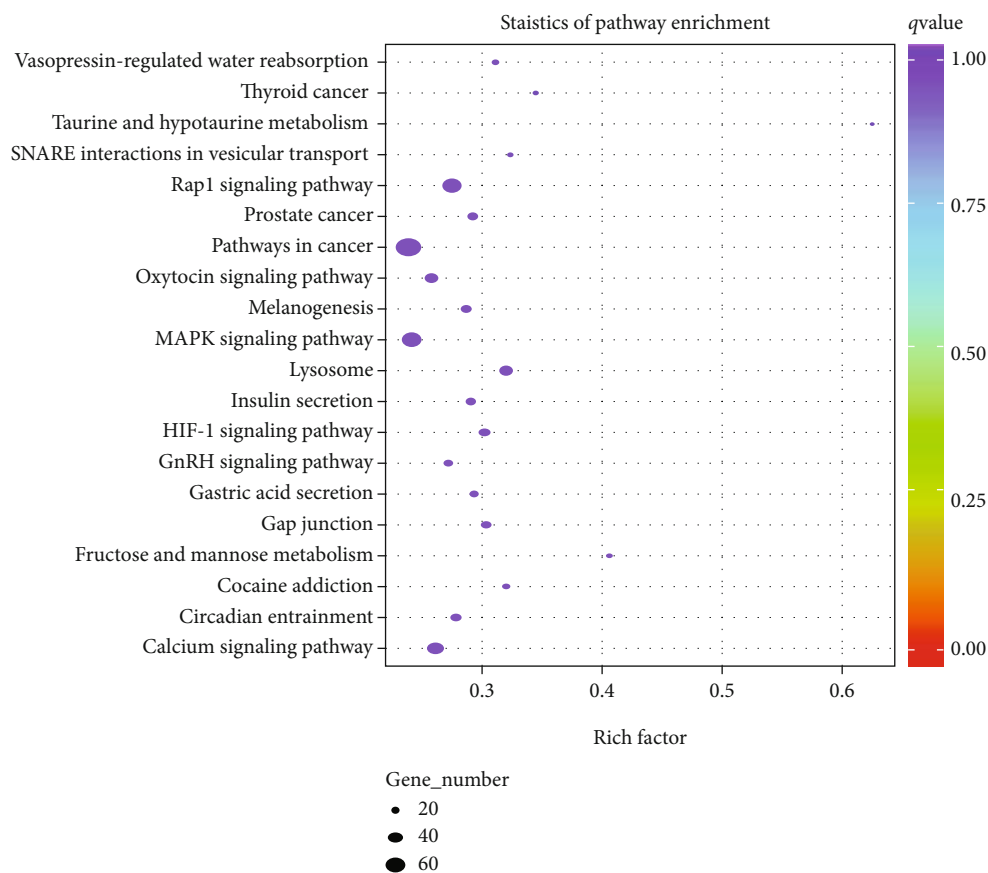 Staistics of pathway enrichment
qvalue
Vasopressin-regulated water reabsorption
Thyroid cancer
Taurine and hypotaurine metabolism
SNARE interactions in vesicular transport
Rap1 signaling pathway
Prostate cancer
Pathways in cancer
Oxytocin signaling pathway
Melanogenesis
MAPK signaling pathway
Lysosome
Insulin secretion
HIF-1 signaling pathway
GnRH signaling pathway
Gastric acid secretion
Gap junction
Fructose and mannose metabolism
Cocaine addiction
Circadian entrainment
Calcium signaling pathway
1.00
0.75
0.50
0.25
0.00
0.3 0.4 0.5 0.6
Rich factor
Gene_number
20
40
60